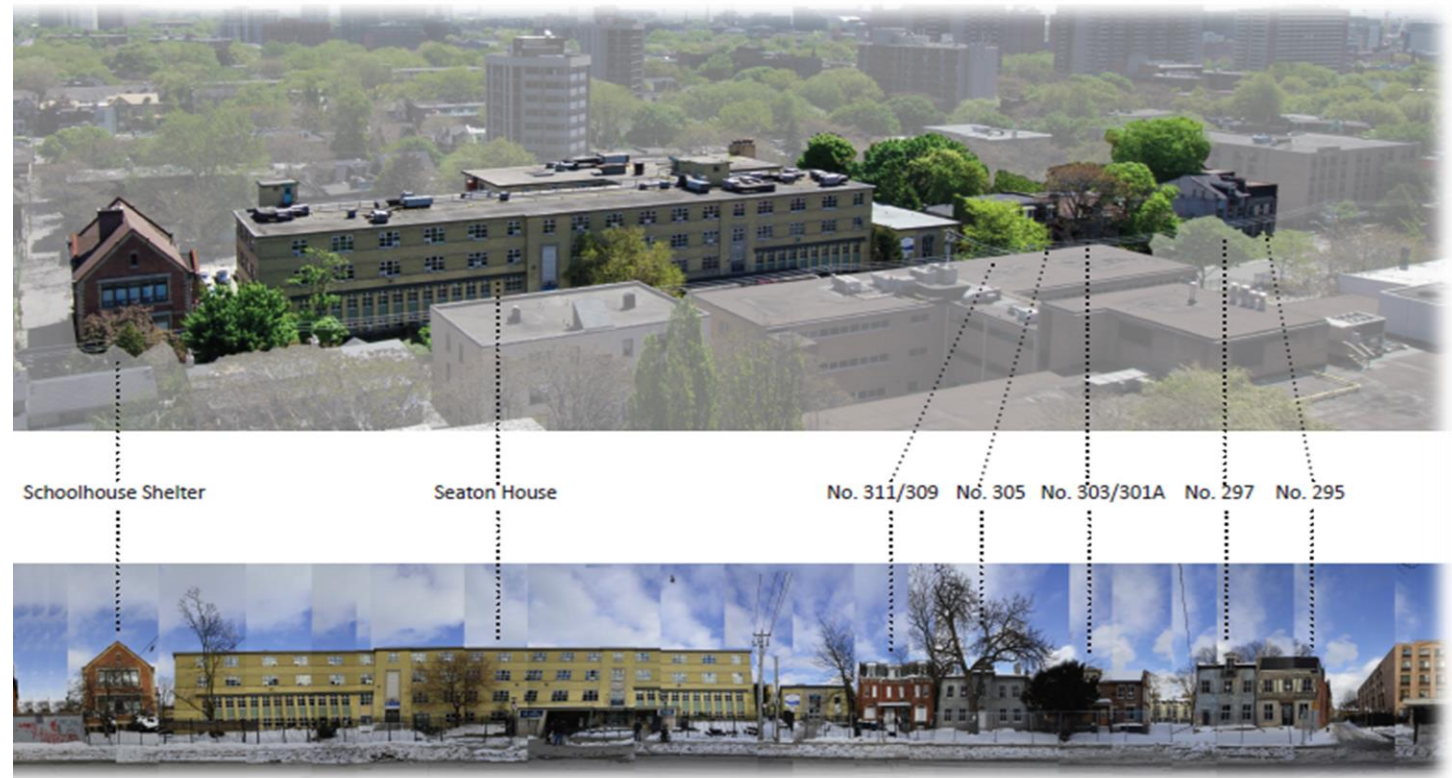 Schoolhouse Shelter
Seaton House
No. 311/309
No. 305
No. 303/301A
No. 297
No. 295